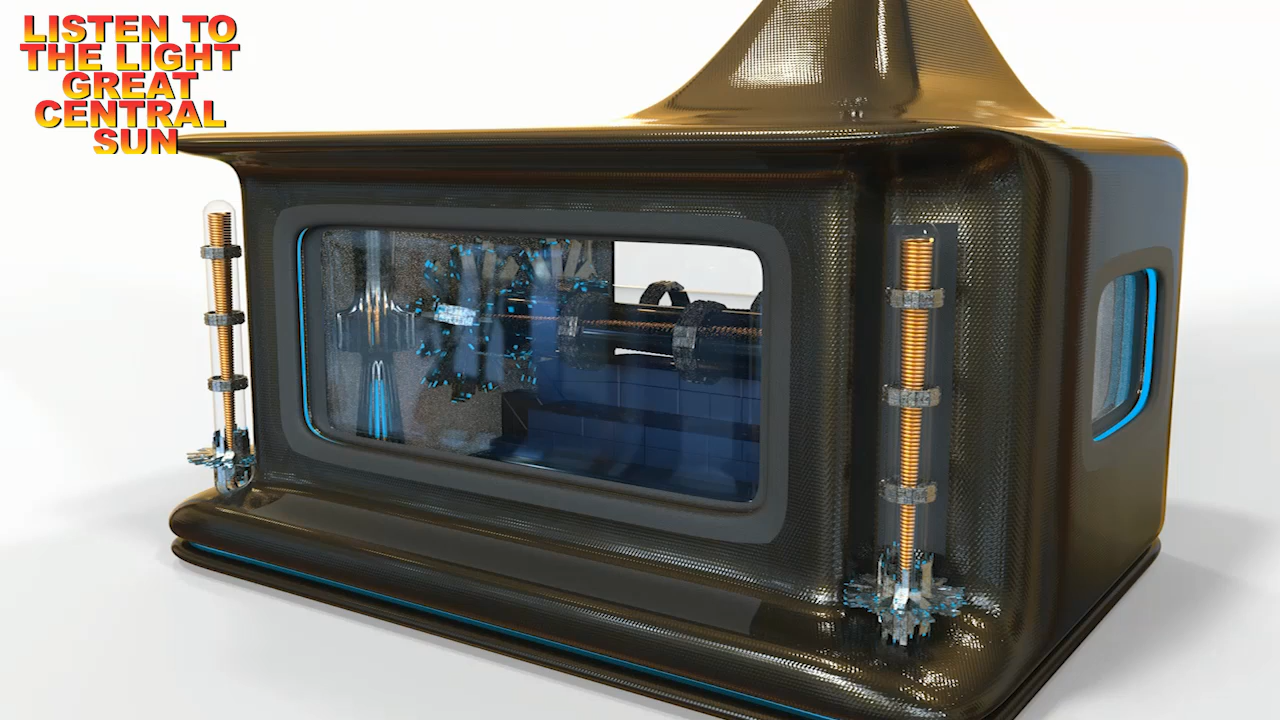 LISTEN TO
THE LIGHT
GREAT
CENTRAL
SUN